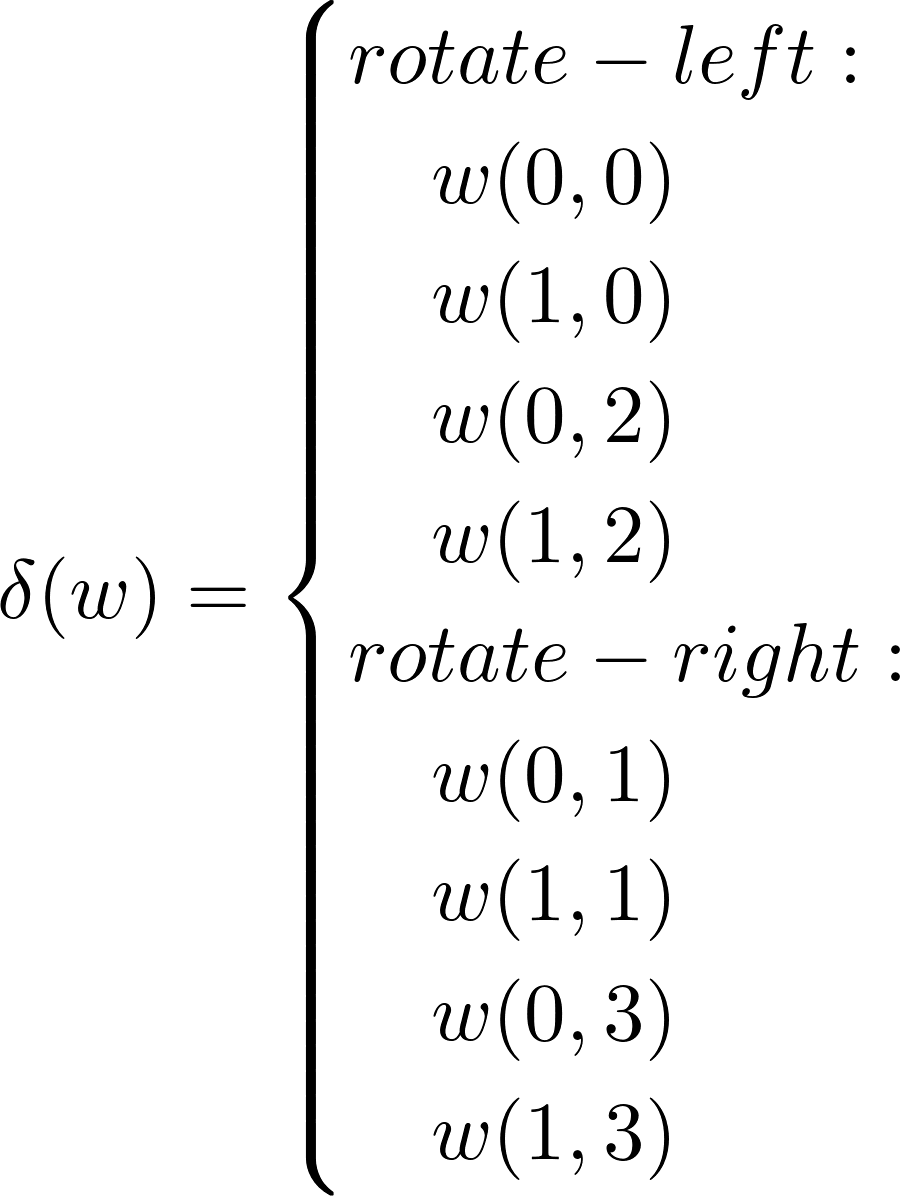 rotate − left :
w(0, 0)
w(1, 0)
w(0, 2)
w(1, 2)
δ(w) =
rotate − right :
w(0, 1)
w(1, 1)
w(0, 3)
w(1, 3)